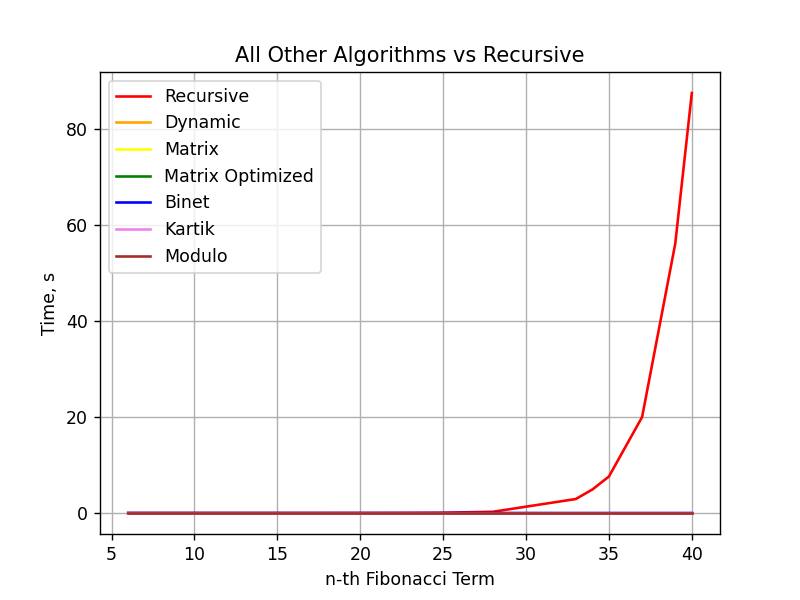 All Other Algorithms vs Recursive
Recursive
Dynamic
Matrix
Matrix Optimized
Binet
Kartik
Modulo
80
60
40
20
0
Time, s
5 10 15 20 25 30 35 40
n-th Fibonacci Term